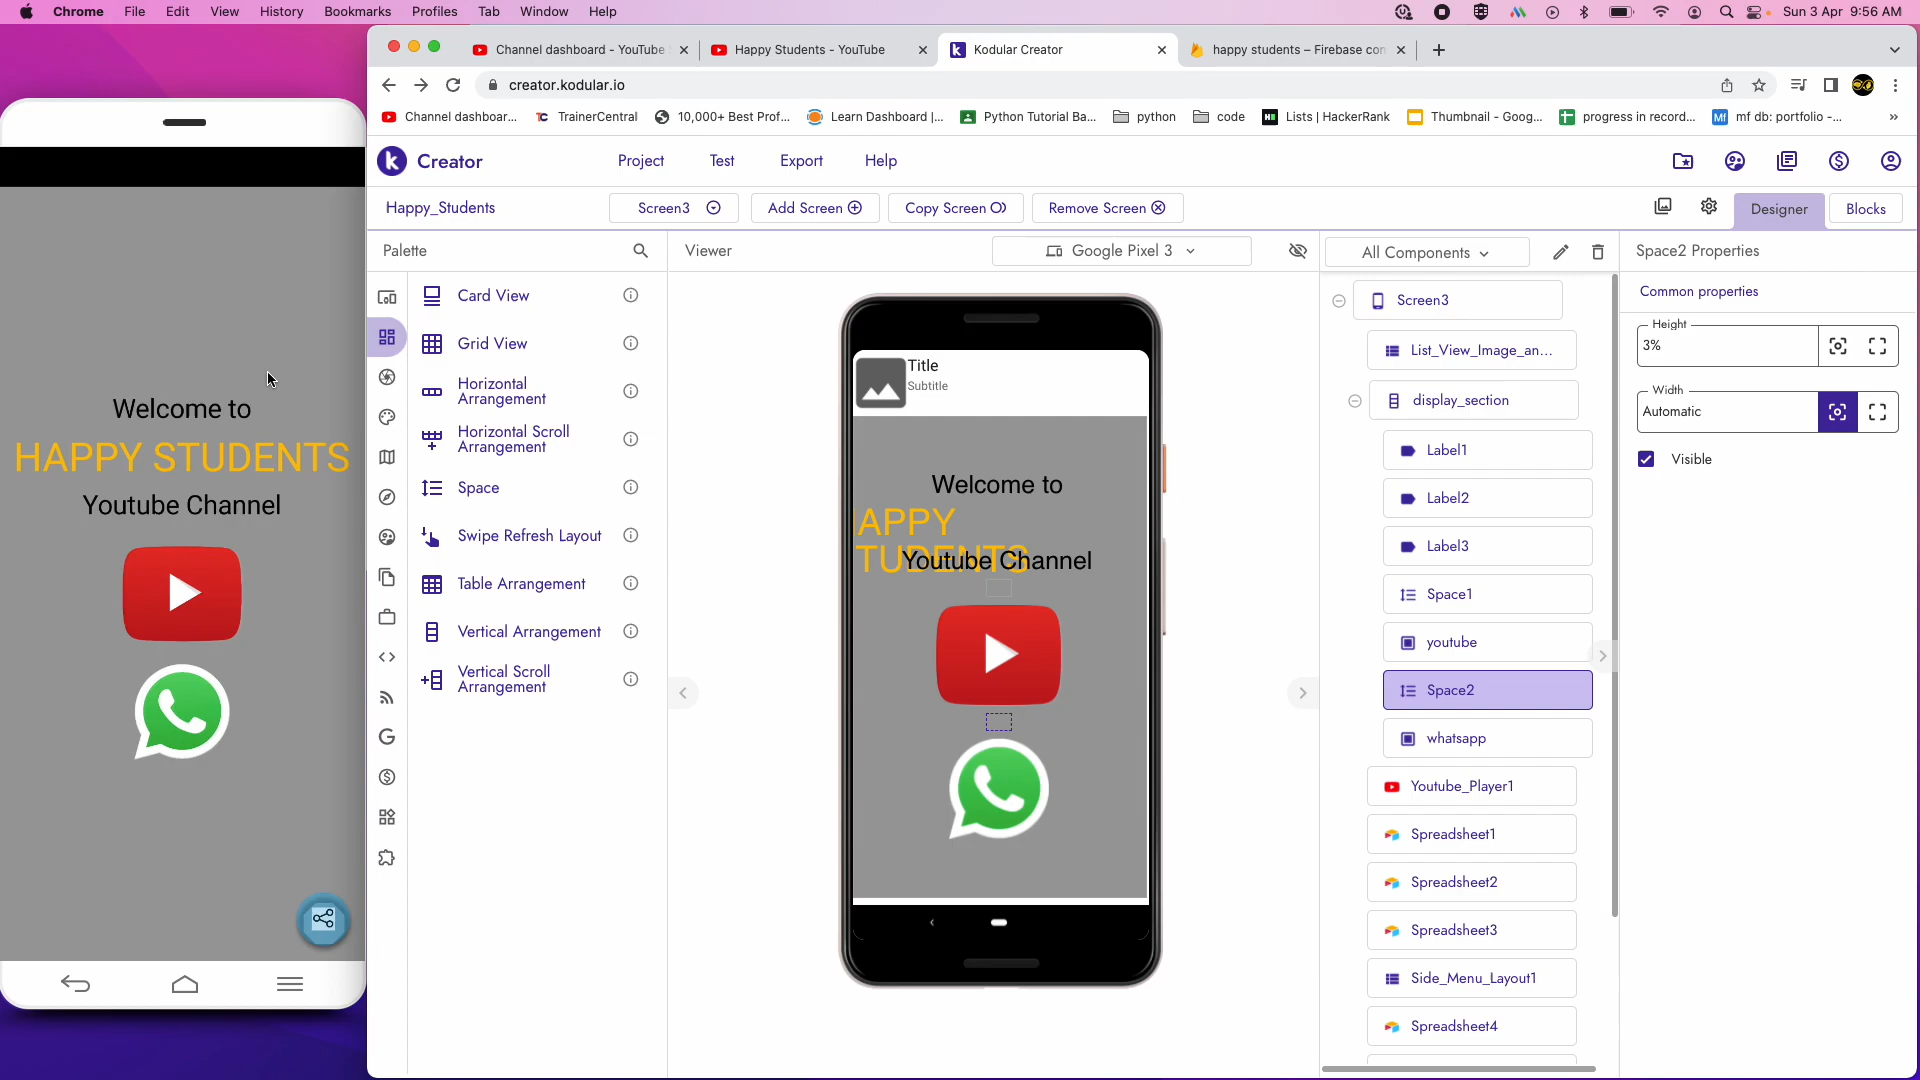 Chrome File Edit View History Bookmarks Profiles Tab Window Help Sun 3 Apr 9:56 AM
Channel dashboard - YouTube Happy Students - YouTube Kodular Creator happy students – Firebase con
creator.kodular.io
Channel dashboar... TC TrainerCentral 10,000+ Best Prof... Learn Dashboard |... Python Tutorial Ba... python code Lists | HackerRank Thumbnail - Goog... progress in record... Mf mf db: portfolio -... »
k Creator Project Test Export Help
Happy_Students Screen3 Add Screen Copy Screen Remove Screen Designer Blocks
Palette Viewer Google Pixel 3 All Components Space2 Properties
Card View
Grid View
Horizontal
Arrangement
Horizontal Scroll
Arrangement
Space
Swipe Refresh Layout
Table Arrangement
Vertical Arrangement
Vertical Scroll
Arrangement
Welcome to
HAPPY STUDENTS
Youtube Channel
Title
Subtitle
Welcome to
APPY
TUDENTS
Youtube Channel
Screen3
List_View_Image_an...
display_section
Label1
Label2
Label3
Space1
youtube
Space2
whatsapp
Youtube_Player1
Spreadsheet1
Spreadsheet2
Spreadsheet3
Side_Menu_Layout1
Spreadsheet4
Common properties
Height
3%
Width
Automatic
Visible